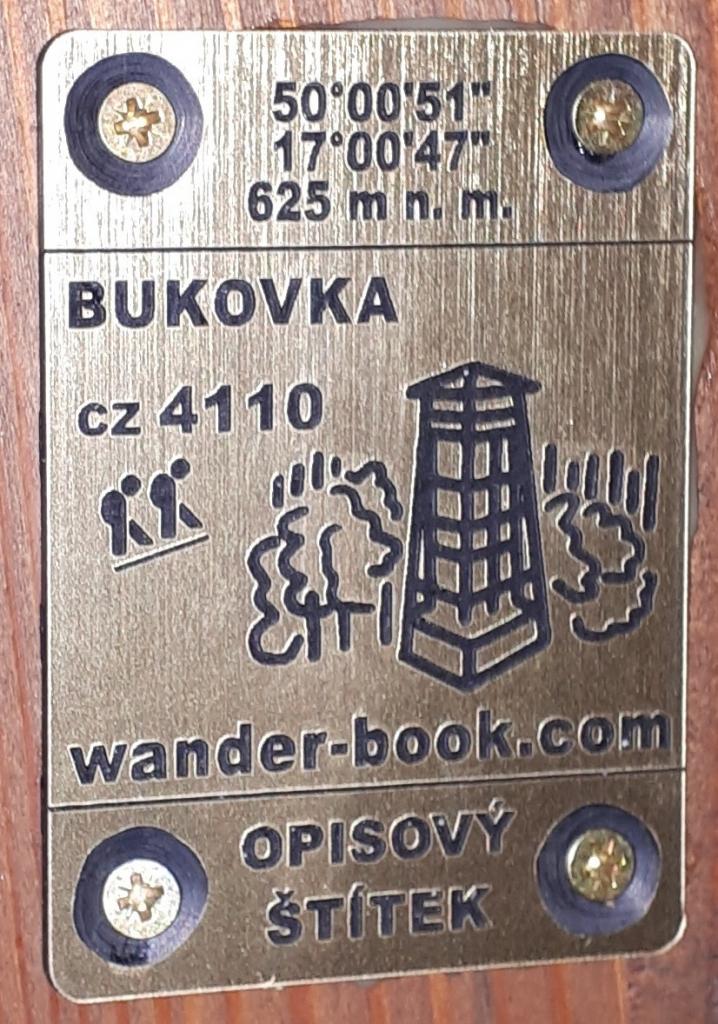 50°00'51"
17°00'47"
625 m n. m.
BUKOVKA
cz 4110
wander-book.com
OPISOVÝ
ŠTÍTEK